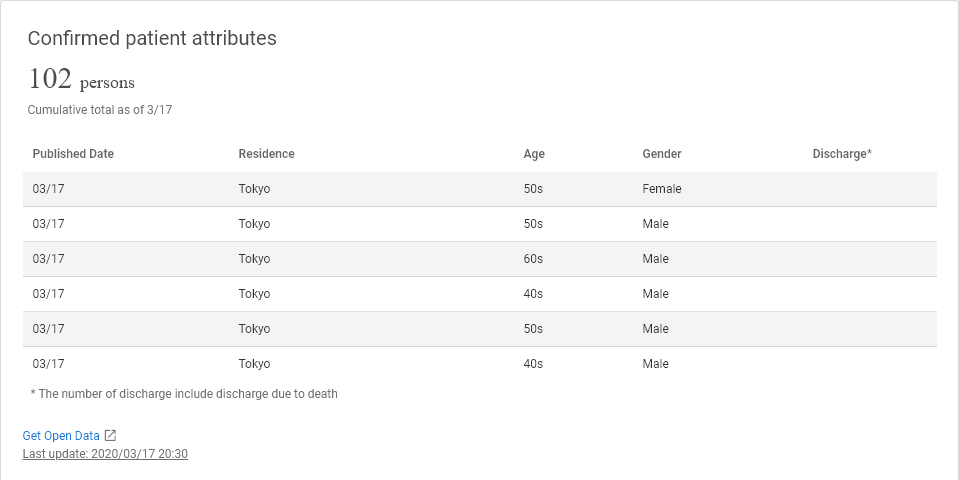 Confirmed patient attributes
102 persons
Cumulative total as of 3/17
Published Date Residence Age Gender Discharge*
03/17 Tokyo 50s Female
03/17 Tokyo 50s Male
03/17 Tokyo 60s Male
03/17 Tokyo 40s Male
03/17 Tokyo 50s Male
03/17 Tokyo 40s Male
* The number of discharge include discharge due to death
Get Open Data
Last update: 2020/03/17 20:30